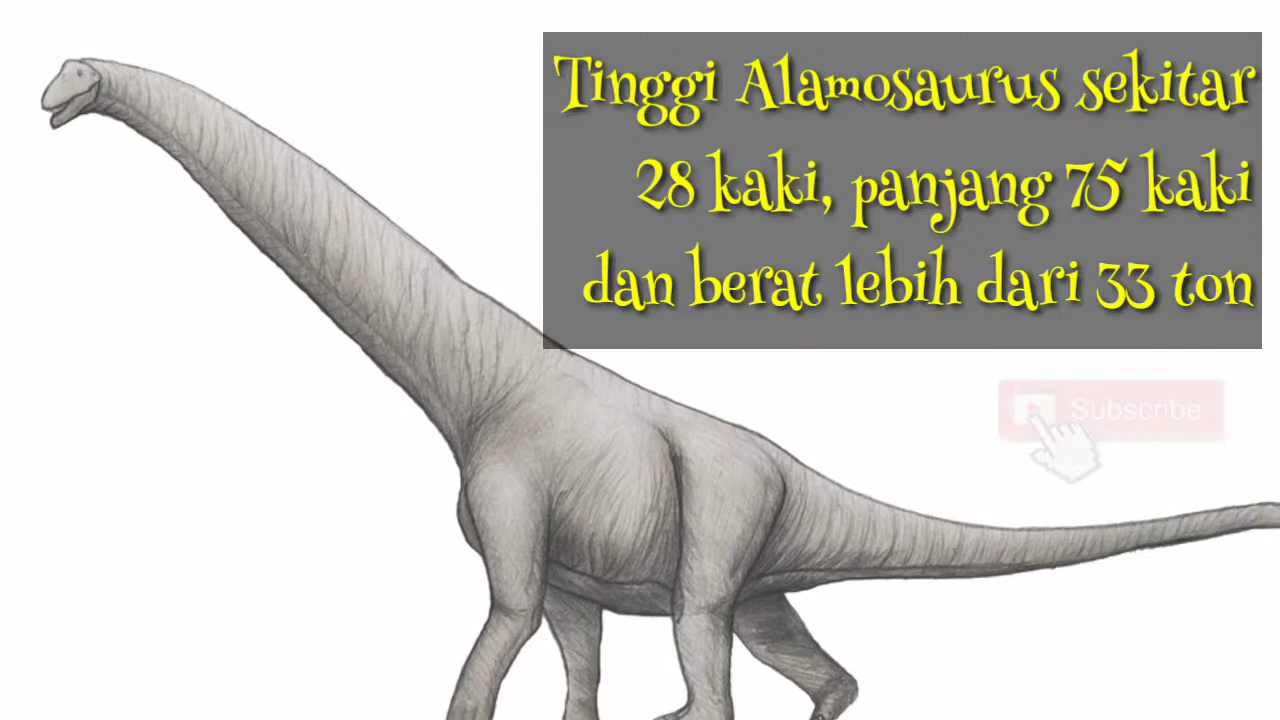 Tinggi Alamosaurus sekitar
28 kaki, panjang 75 kaki
dan berat lebih dari 33 ton
Subscribe